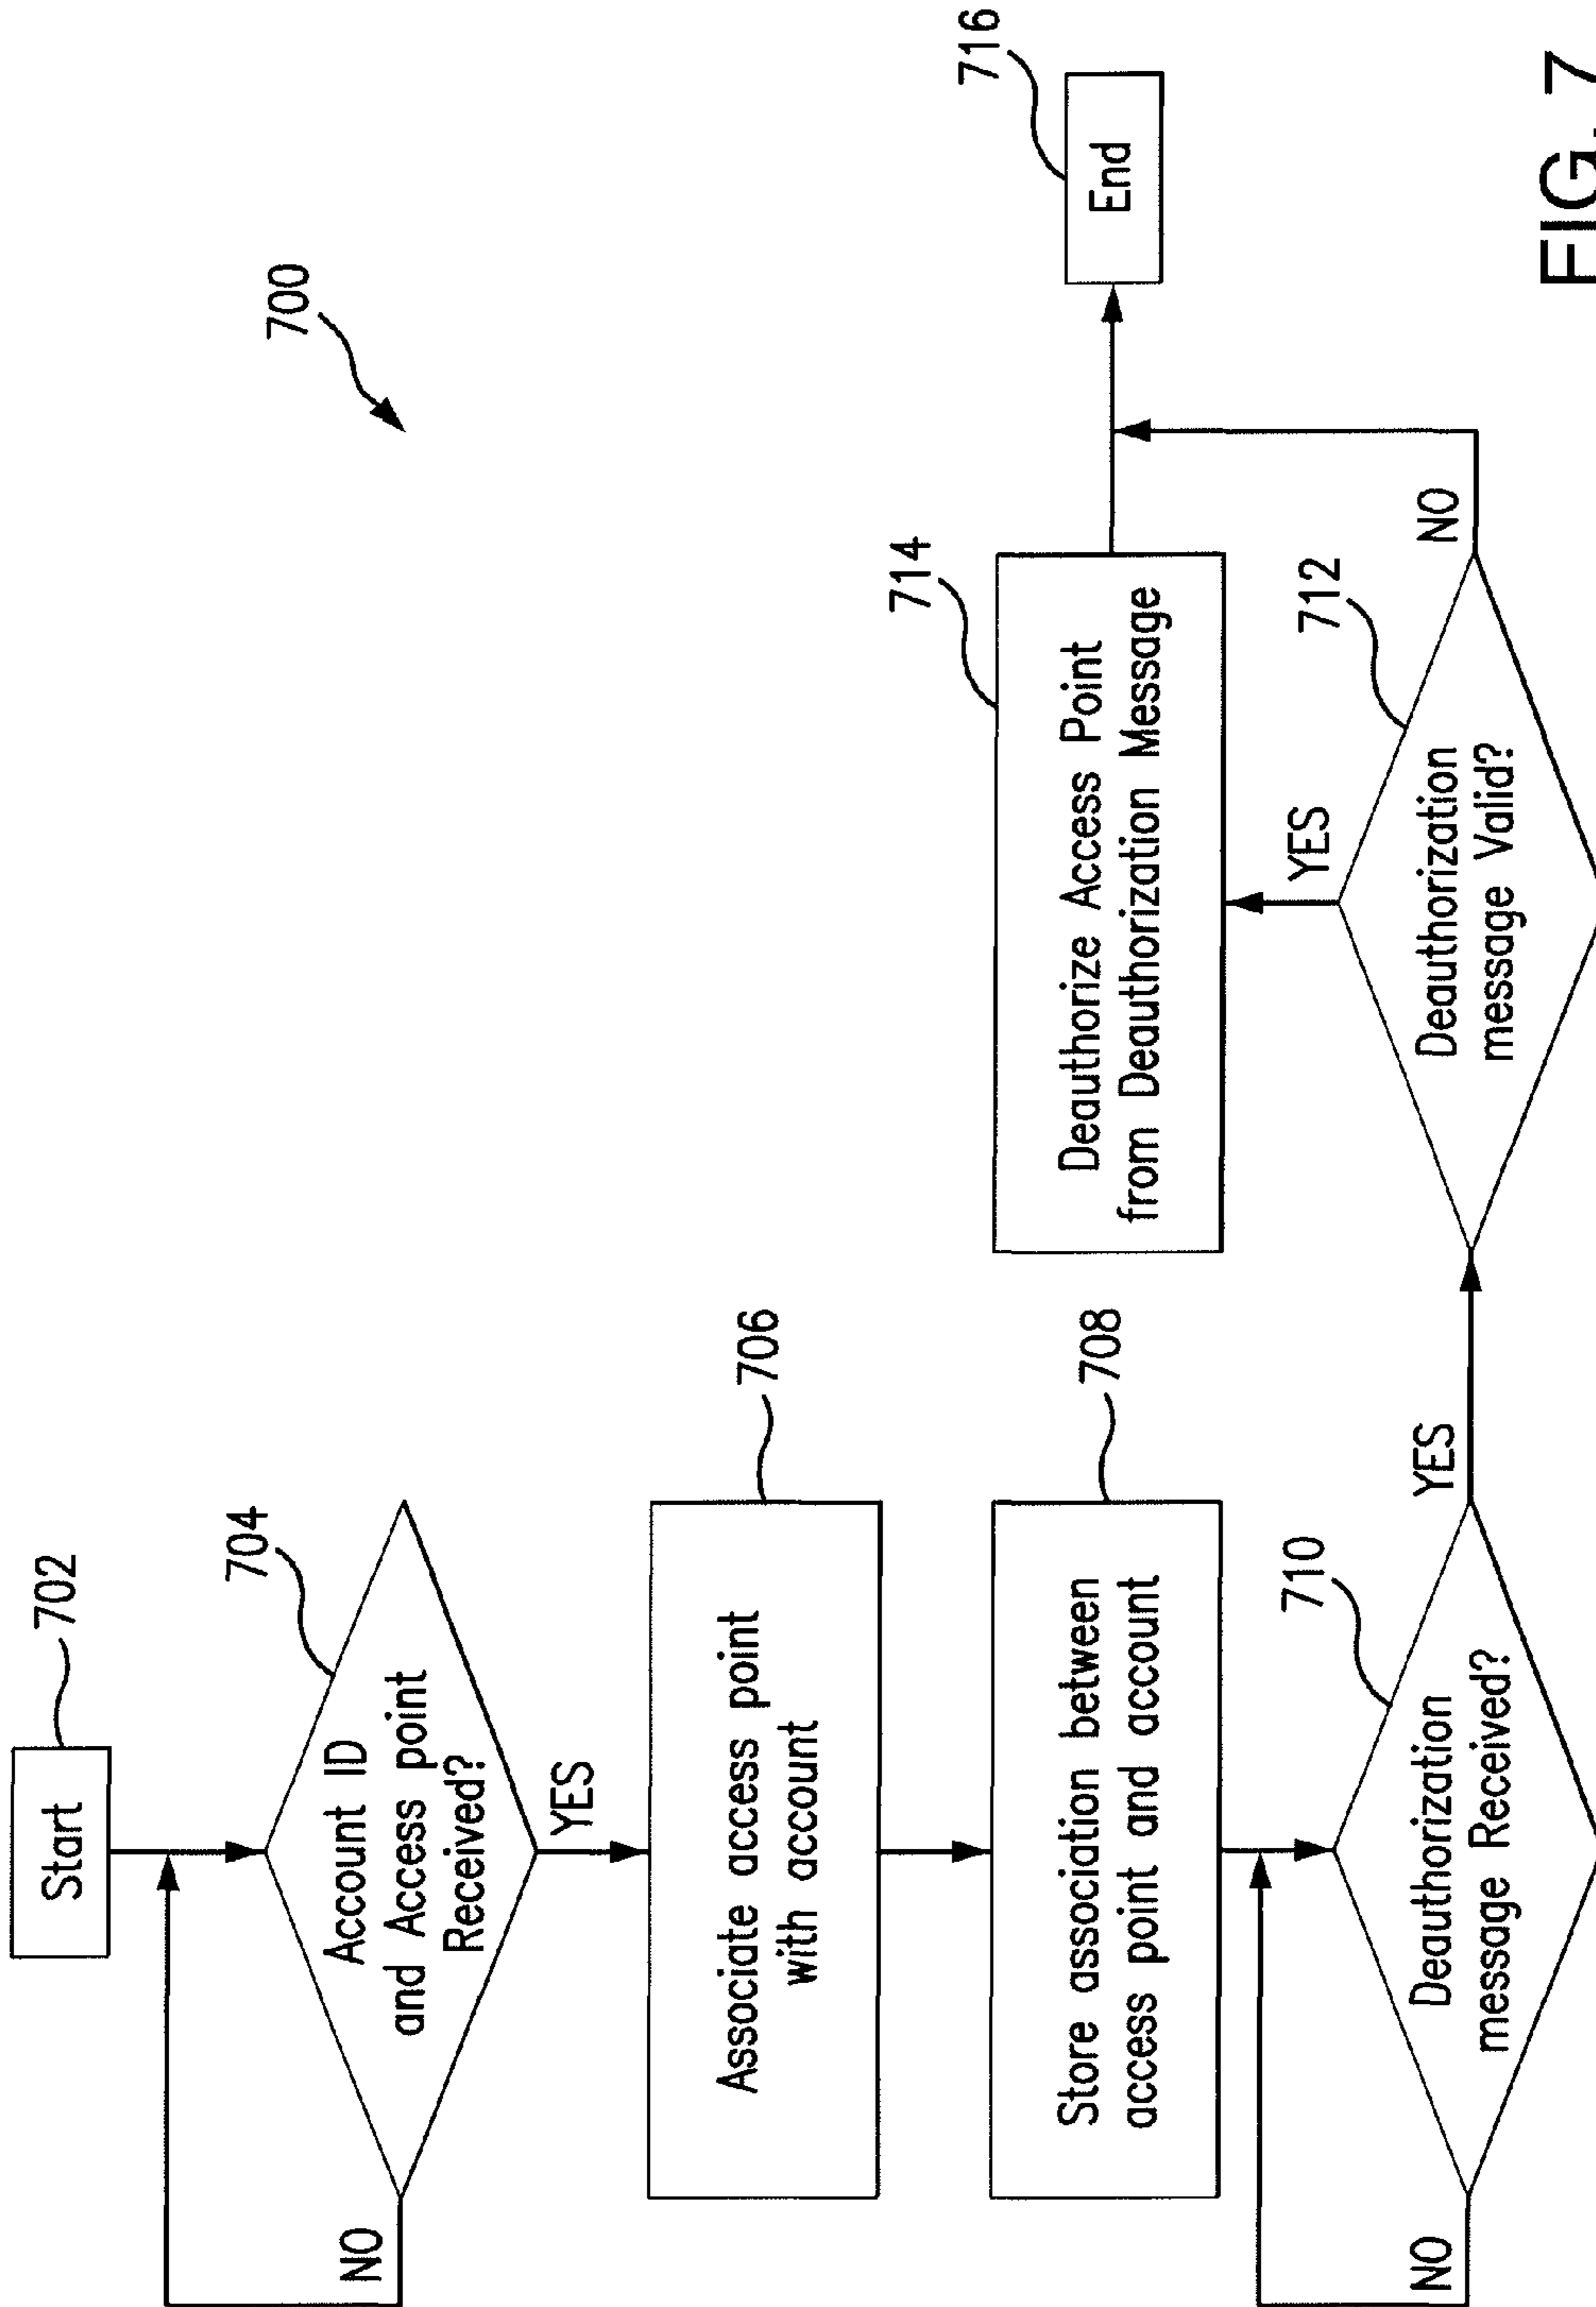 700
Start
702
Account ID
and Access point
Received?
704
NO
YES
Associate access point
with account
706
Store association between
access point and account
708
Deauthorization
message Received?
710
NO
YES
Deauthorization
message Valid?
712
YES
NO
Deauthorize Access Point
from Deauthorization Message
714
End
716
FIG. 7